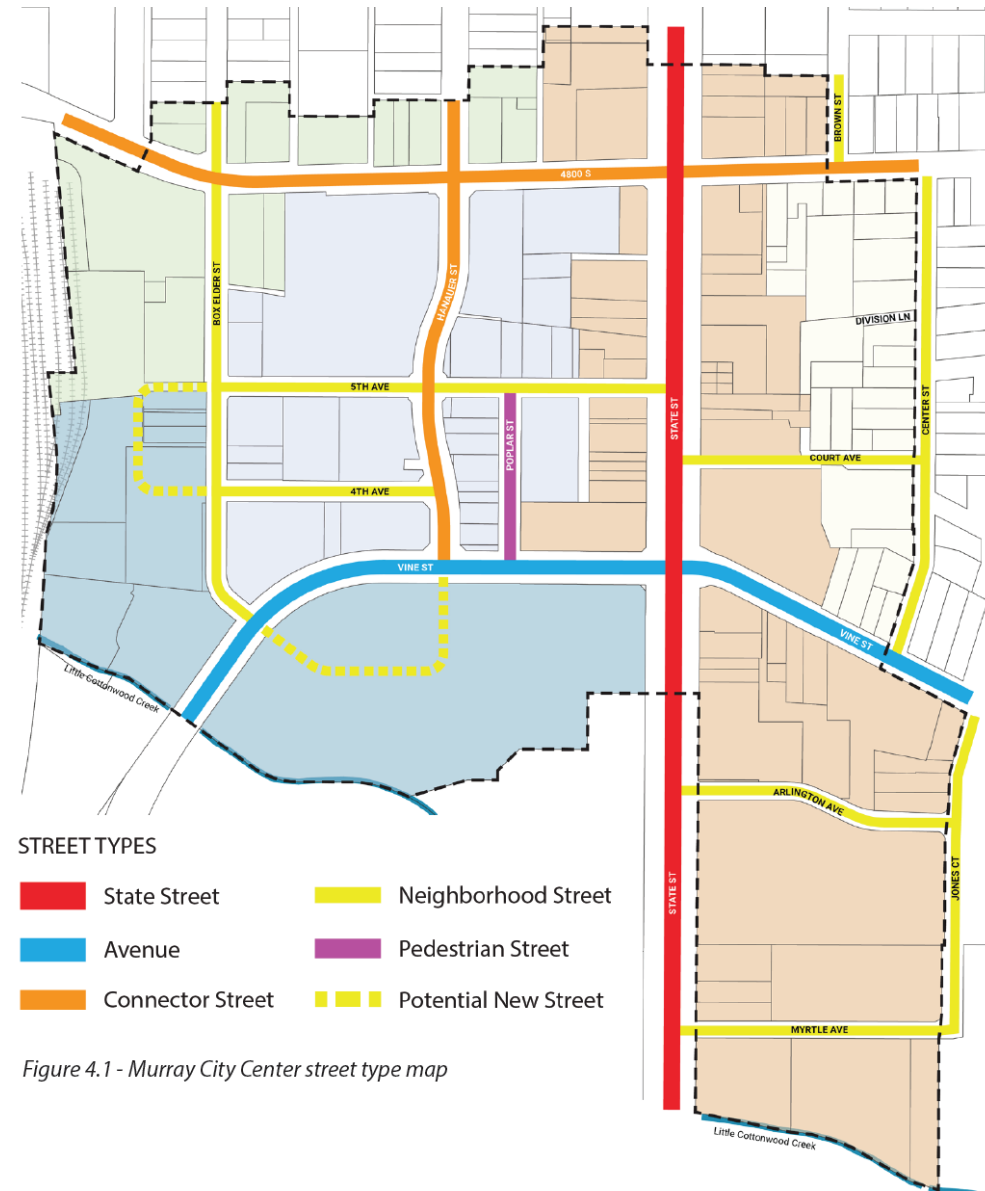 BROWN ST
4800 S
BOX ELDER ST
HANAUER ST
DIVISION LN
5TH AVE
STATE ST
CENTER ST
POPLAR ST
COURT AVE
4TH AVE
VINE ST
VINE ST
Little Cottonwood Creek
ARLINGTON AVE
STATE ST
JONES CT
MYRTLE AVE
Little Cottonwood Creek
STREET TYPES
State Street
Neighborhood Street
Avenue
Pedestrian Street
Connector Street
Potential New Street
Figure 4.1 - Murray City Center street type map